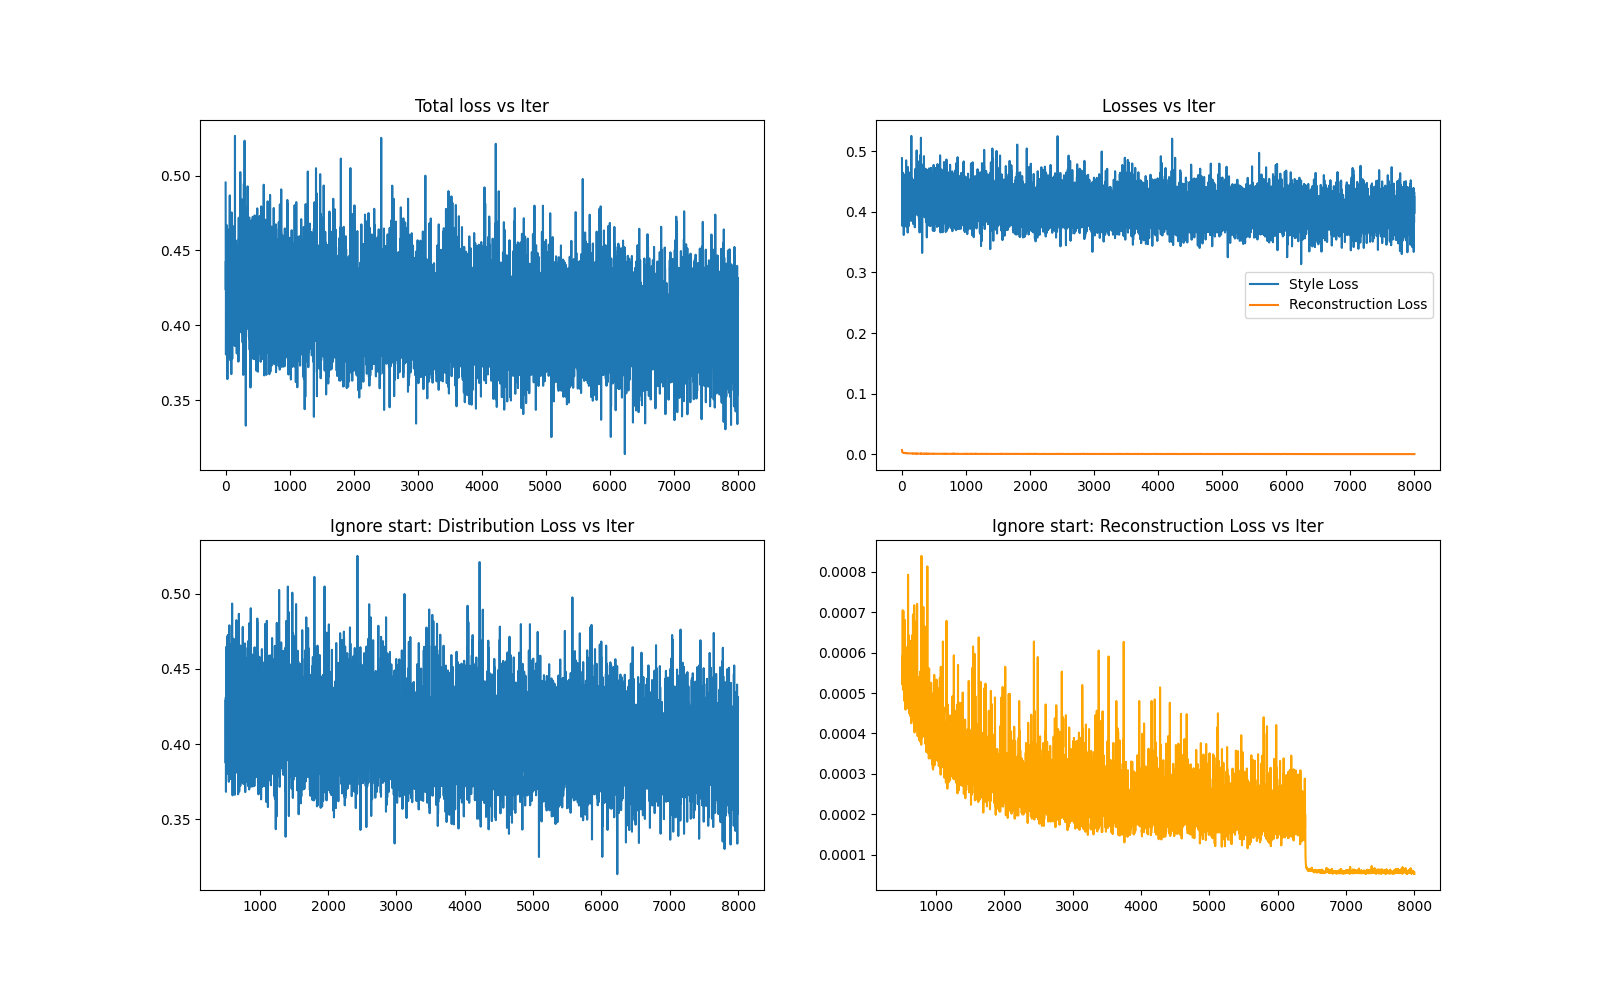 Total loss vs Iter
0.50
0.45
0.40
0.35
0 1000 2000 3000 4000 5000 6000 7000 8000
Losses vs Iter
0.5
0.4
0.3
0.2
0.1
0.0
Style Loss
Reconstruction Loss
0 1000 2000 3000 4000 5000 6000 7000 8000
Ignore start: Distribution Loss vs Iter
0.50
0.45
0.40
0.35
1000 2000 3000 4000 5000 6000 7000 8000
Ignore start: Reconstruction Loss vs Iter
0.0008
0.0007
0.0006
0.0005
0.0004
0.0003
0.0002
0.0001
1000 2000 3000 4000 5000 6000 7000 8000